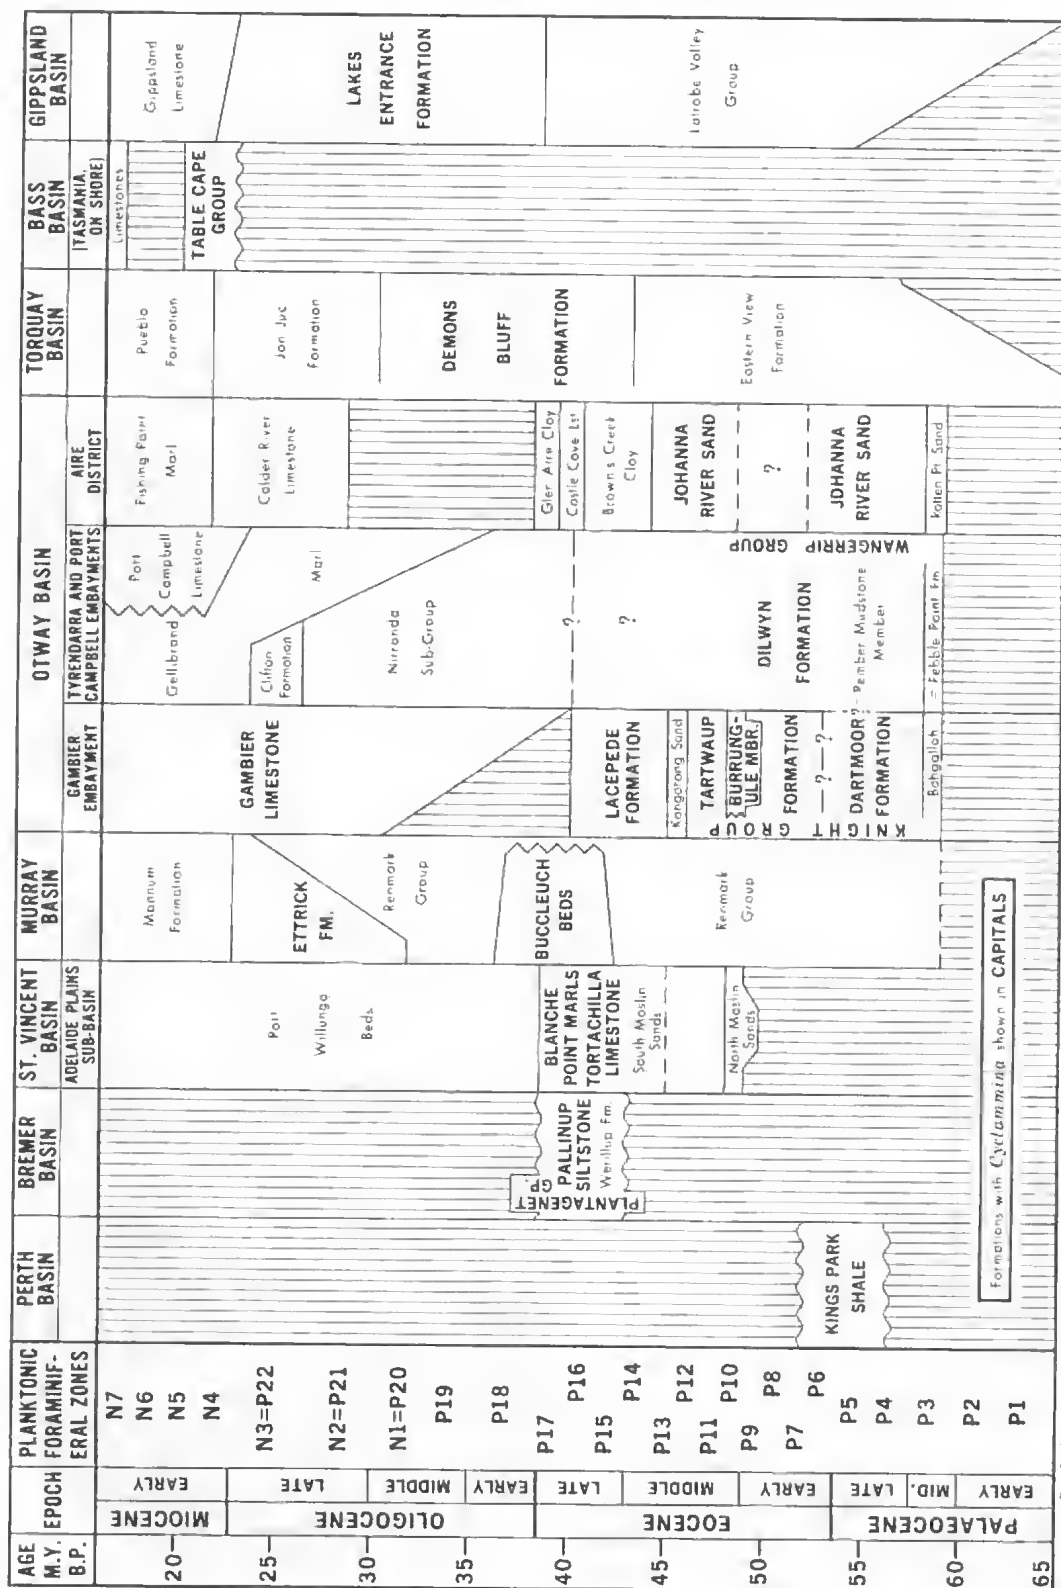 AGE
M.Y.
B.P.
EPOCH
PLANKTONIC
FORAMINIF-
ERAL ZONES
PERTH
BASIN
BREMER
BASIN
ST. VINCENT
BASIN
ADELAIDE PLAINS
SUB-BASIN
MURRAY
BASIN
OTWAY BASIN
GAMBIER
EMBAYMENT
TYRENDARRA AND PORT
CAMPBELL EMBAYMENTS
AIRE
DISTRICT
TORQUAY
BASIN
BASS
BASIN
(TASMANIA,
ON SHORE)
GIPPSLAND
BASIN
20
25
30
35
40
45
50
55
60
65
MIOCENE
OLIGOCENE
EOCENE
PALAEOCENE
EARLY
LATE
MIDDLE
EARLY
LATE
MIDDLE
EARLY
LATE
MID.
EARLY
N7
N6
N5
N4
N3=P22
N2=P21
N1=P20
P19
P18
P17
P16
P15
P14
P13
P12
P11
P10
P9
P8
P7
P6
P5
P4
P3
P2
P1
KINGS PARK
SHALE
PLANTAGENET
GP.
PALLINUP
SILTSTONE
Werillup Fm.
Port
Willunga
Beds
BLANCHE
POINT MARLS
TORTACHILLA
LIMESTONE
South Maslin
Sands
North Maslin
Sands
Mannum
Formation
ETTRICK
FM.
Renmark
Group
BUCCLEUCH
BEDS
Renmark
Group
GAMBIER
LIMESTONE
LACEPEDE
FORMATION
Kongorong Sand
TARTWAUP
BURRUNG-
ULE MBR.
FORMATION
—?—?
DARTMOOR
FORMATION
KNIGHT GROUP
Bahgallah
Gellibrand
Marl
Port
Campbell
Limestone
Clifton
Formation
Nirranda
Sub-Group
?
?
DILWYN
FORMATION
?
Pember Mudstone
Member
= Pebble Point Fm
WANGERRIP GROUP
Fishing Point
Marl
Calder River
Limestone
Glen Aire Clay
Castle Cove Lst
Browns Creek
Clay
JOHANNA
RIVER SAND
?
JOHANNA
RIVER SAND
Rotten Pt Sand
Pueblo
Formation
Jan Juc
Formation
DEMONS
BLUFF
FORMATION
Eastern View
Formation
Limestones
TABLE CAPE
GROUP
Gippsland
Limestone
LAKES
ENTRANCE
FORMATION
Latrobe Valley
Group
Formations with Cyclammina shown in CAPITALS